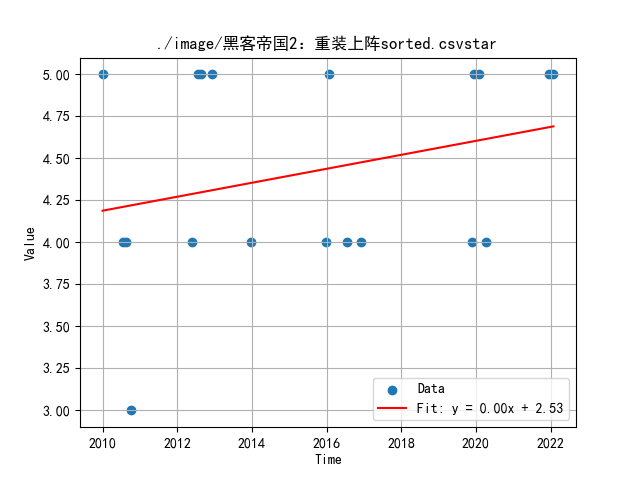 ./image/黑客帝国2：重装上阵sorted.csvstar
5.00
4.75
4.50
4.25
4.00
3.75
3.50
3.25
3.00
Value
Data
Fit: y = 0.00x + 2.53
2010 2012 2014 2016 2018 2020 2022
Time